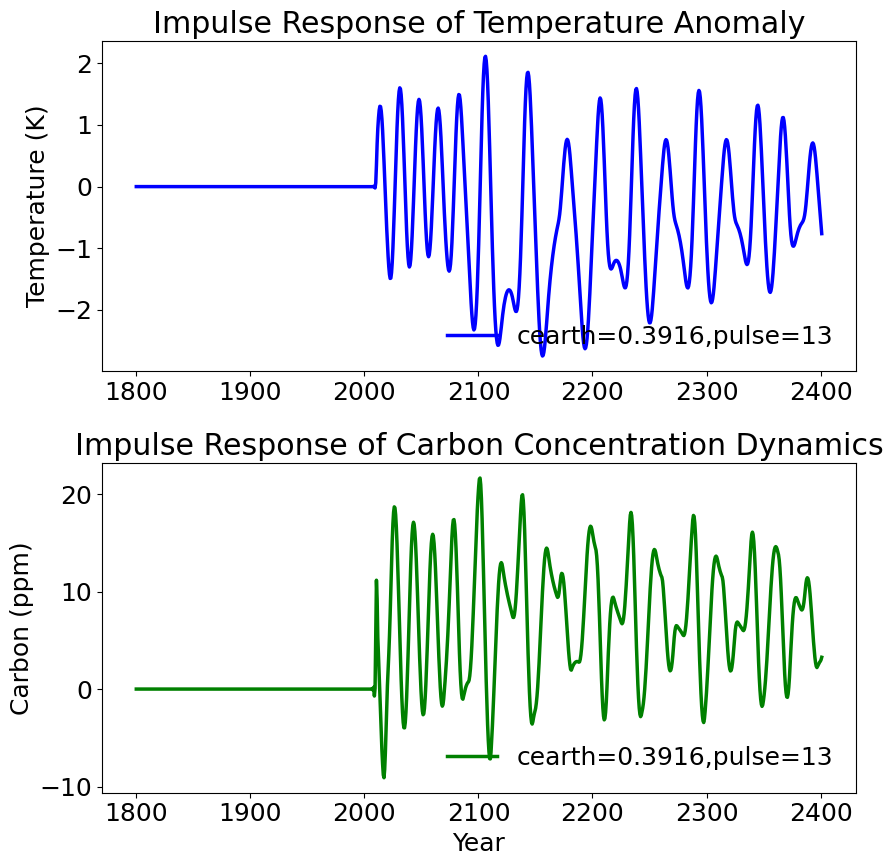 Impulse Response of Temperature Anomaly
Temperature (K)
2
1
0
−1
−2
cearth=0.3916,pulse=13
1800 1900 2000 2100 2200 2300 2400
Impulse Response of Carbon Concentration Dynamics
Carbon (ppm)
20
10
0
−10
cearth=0.3916,pulse=13
1800 1900 2000 2100 2200 2300 2400
Year